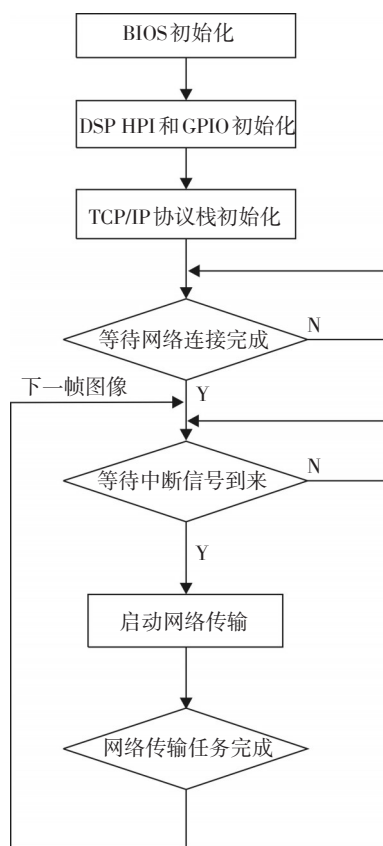 BIOS初始化
DSP HPI和GPIO初始化
TCP/IP协议栈初始化
等待网络连接完成
N
Y
下一帧图像
等待中断信号到来
N
Y
启动网络传输
网络传输任务完成